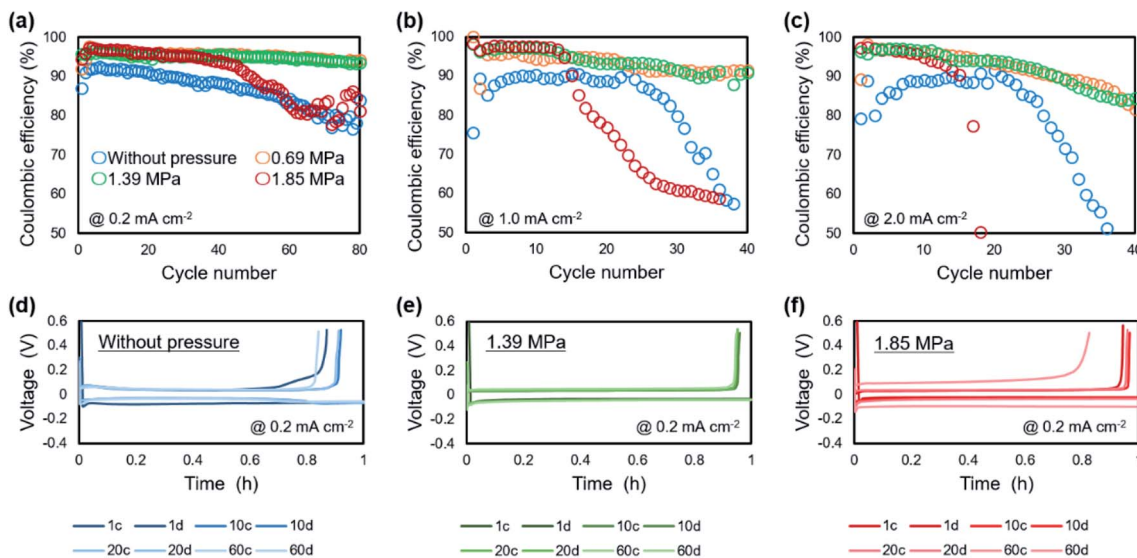 (a)
100
90
80
70
60
50
Coulombic efficiency (%)
Without pressure
0.69 MPa
1.39 MPa
1.85 MPa
@ 0.2 mA cm⁻²
0 20 40 60 80
Cycle number
(b)
100
90
80
70
60
50
Coulombic efficiency (%)
@ 1.0 mA cm⁻²
0 10 20 30 40
Cycle number
(c)
100
90
80
70
60
50
Coulombic efficiency (%)
@ 2.0 mA cm⁻²
0 10 20 30 40
Cycle number
(d)
0.6
0.4
0.2
0
-0.2
-0.4
Voltage (V)
Without pressure
@ 0.2 mA cm⁻²
0 0.2 0.4 0.6 0.8 1
Time (h)
1c 1d 10c 10d
20c 20d 60c 60d
(e)
0.6
0.4
0.2
0
-0.2
-0.4
Voltage (V)
1.39 MPa
@ 0.2 mA cm⁻²
0 0.2 0.4 0.6 0.8 1
Time (h)
1c 1d 10c 10d
20c 20d 60c 60d
(f)
0.6
0.4
0.2
0
-0.2
-0.4
Voltage (V)
1.85 MPa
@ 0.2 mA cm⁻²
0 0.2 0.4 0.6 0.8 1
Time (h)
1c 1d 10c 10d
20c 20d 60c 60d